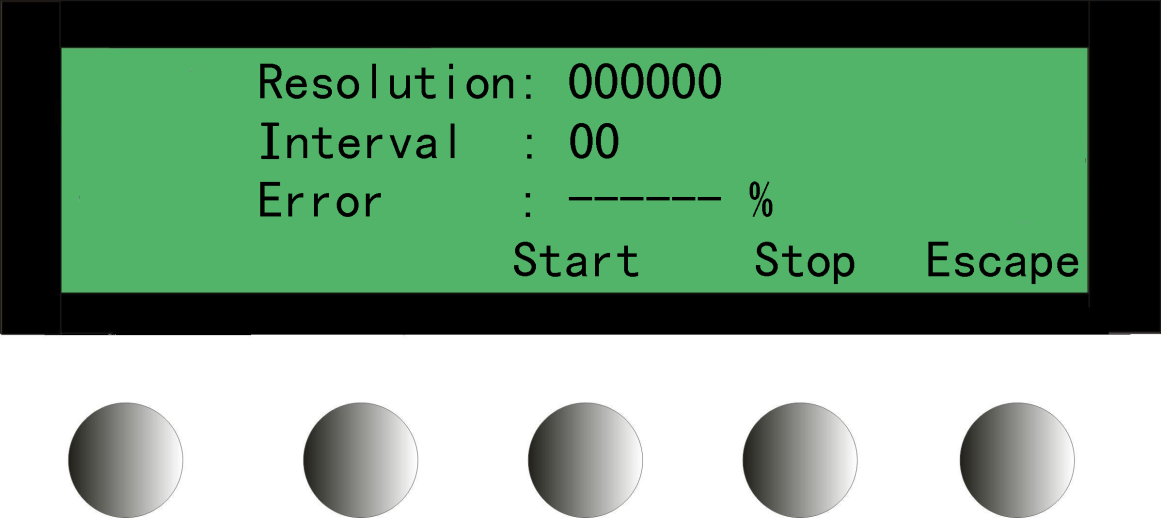 Resolution: 000000
Interval : 00
Error : ------ %
Start Stop Escape